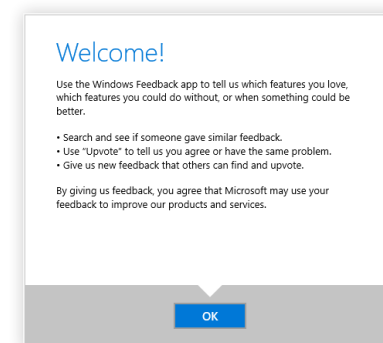 Welcome!
Use the Windows Feedback app to tell us which features you love,
which features you could do without, or when something could be
better.
• Search and see if someone gave similar feedback.
• Use "Upvote" to tell us you agree or have the same problem.
• Give us new feedback that others can find and upvote.
By giving us feedback, you agree that Microsoft may use your
feedback to improve our products and services.
OK